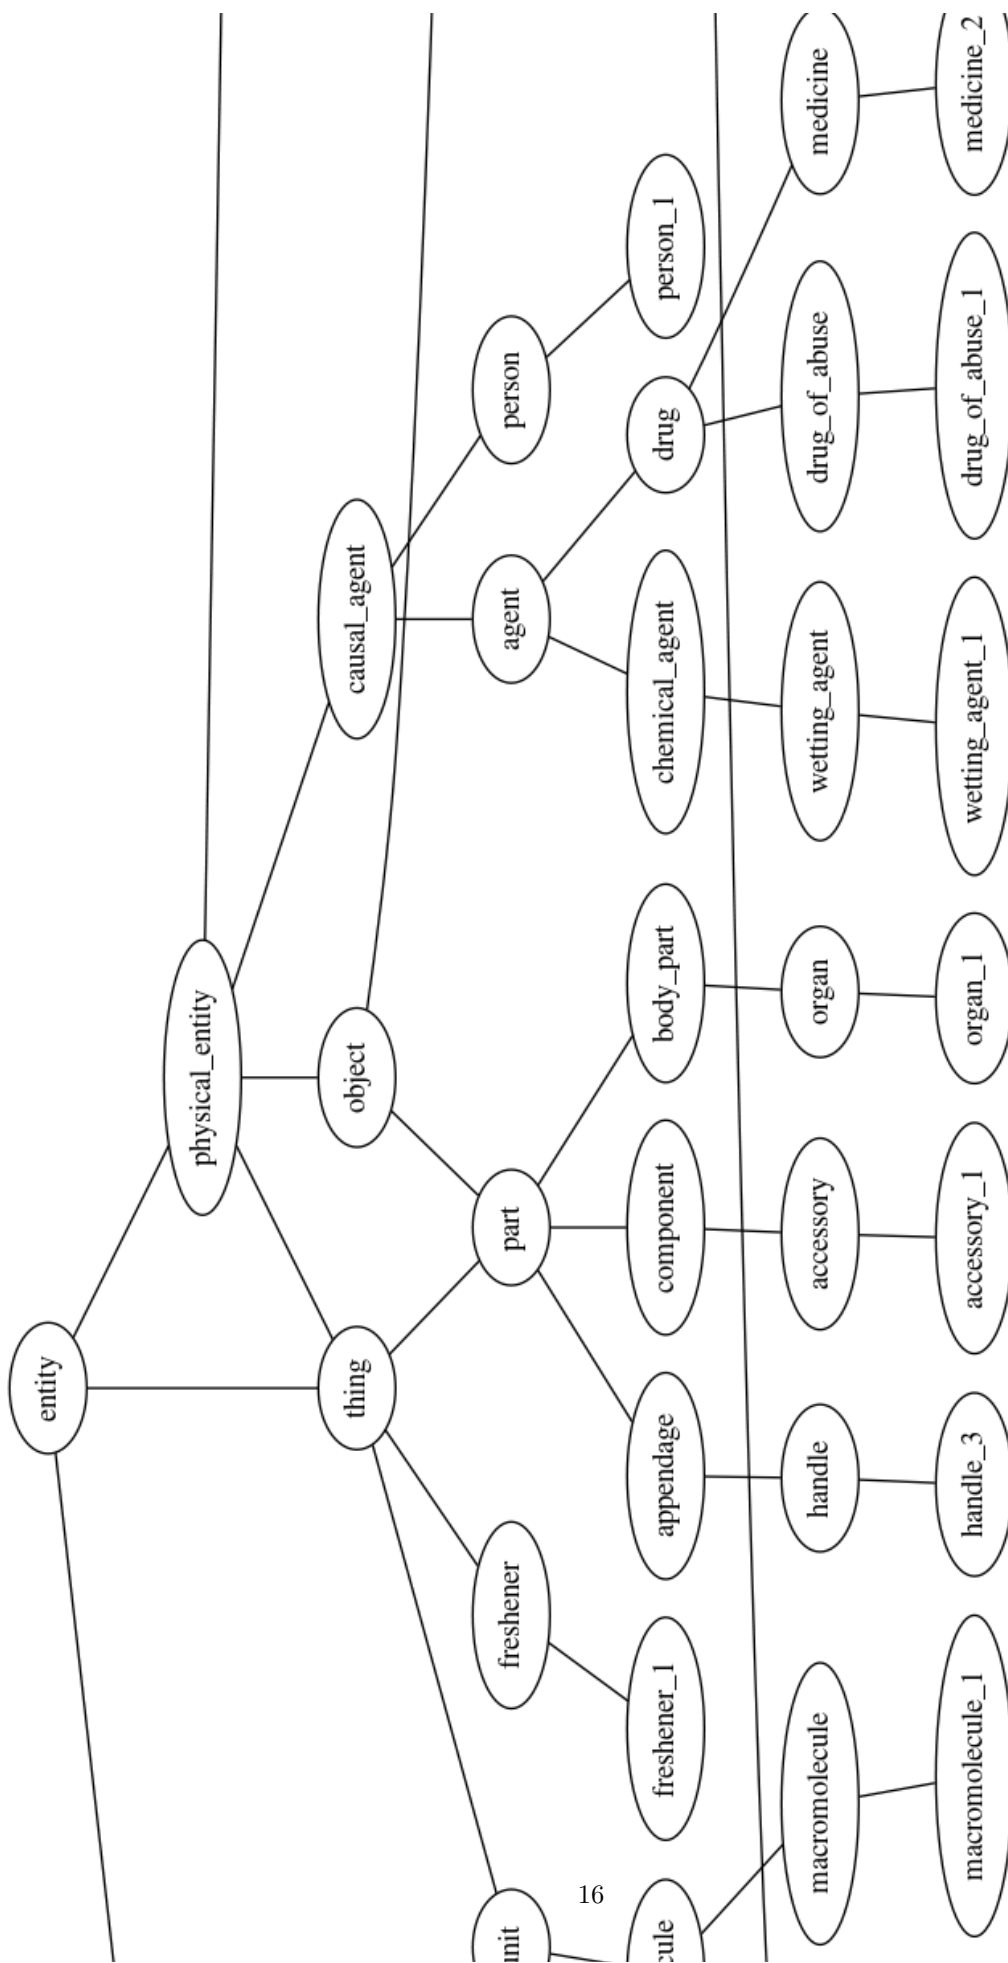 entity
physical_entity
thing
object
causal_agent
freshener
part
agent
person
freshener_1
appendage
component
body_part
chemical_agent
drug
person_1
macromolecule
handle
accessory
organ
wetting_agent
drug_of_abuse
medicine
macromolecule_1
handle_3
accessory_1
organ_1
wetting_agent_1
drug_of_abuse_1
medicine_2
16